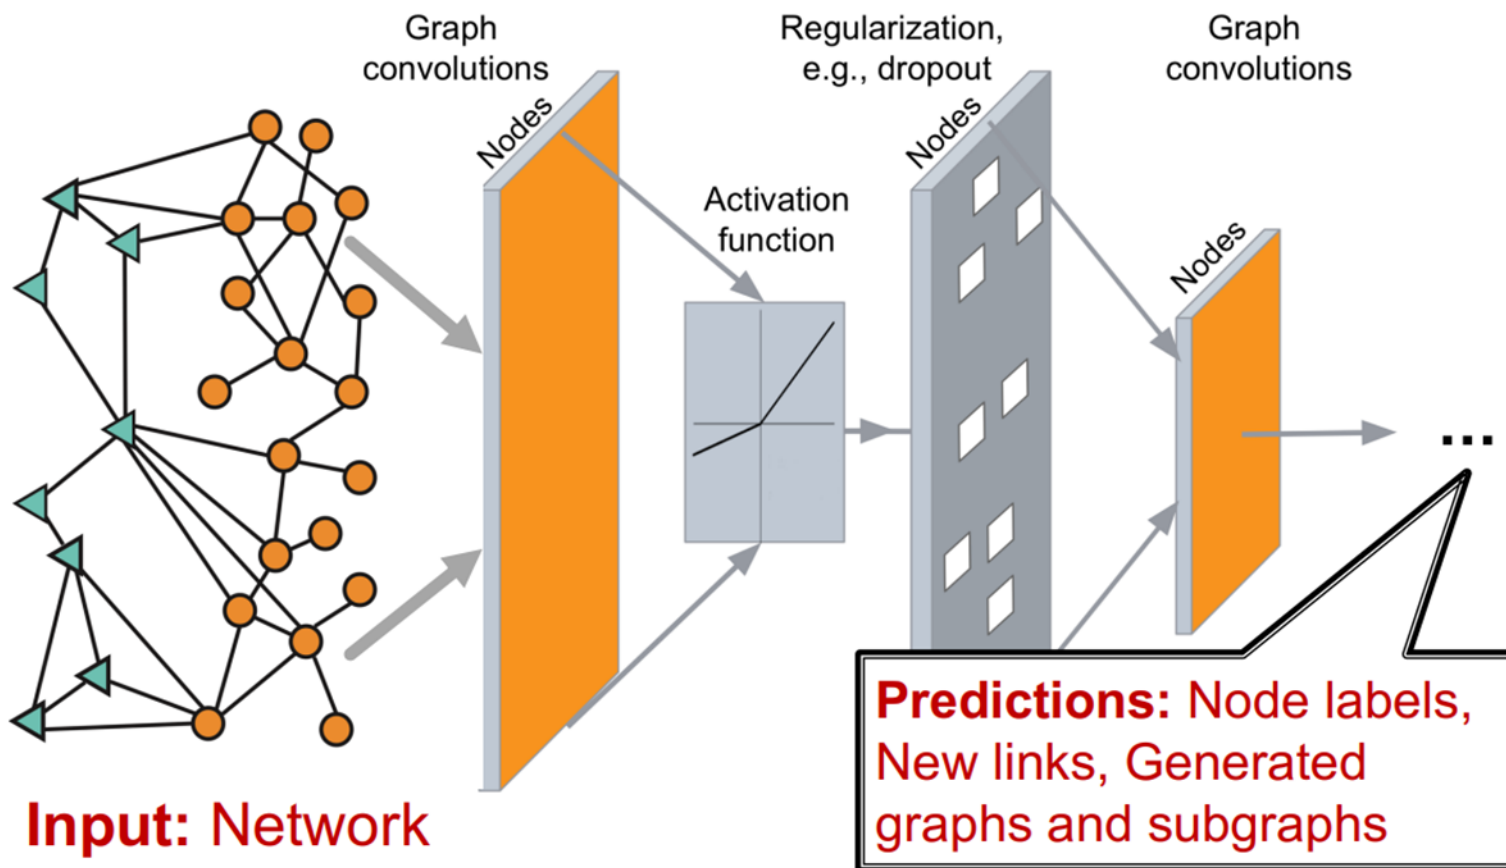 Graph
convolutions
Regularization,
e.g., dropout
Graph
convolutions
Nodes
Nodes
Activation
function
Nodes
...
Predictions: Node labels,
New links, Generated
graphs and subgraphs
Input: Network